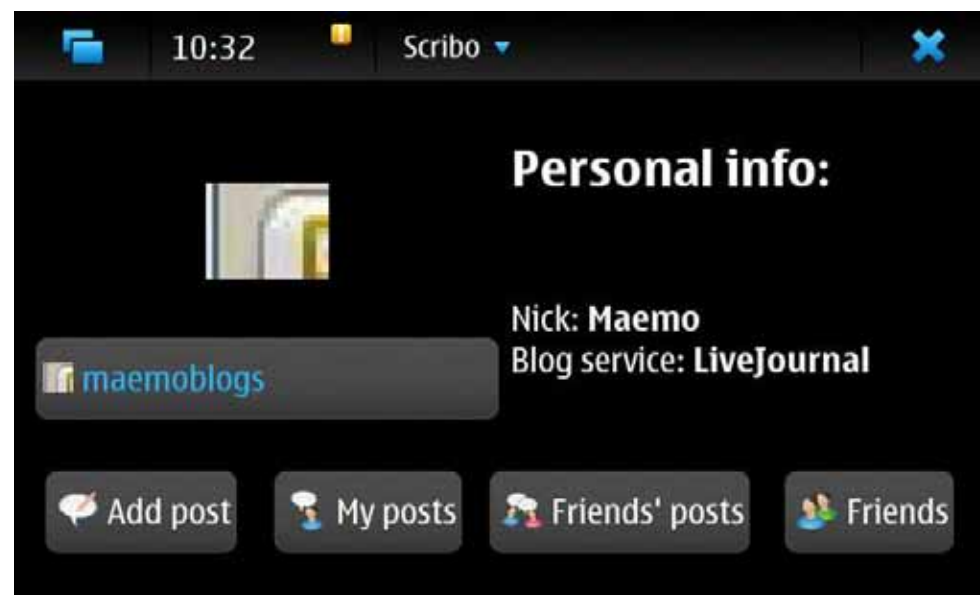 10:32
Scribo
Personal info:
Nick: Maemo
Blog service: LiveJournal
maemoblogs
Add post
My posts
Friends' posts
Friends